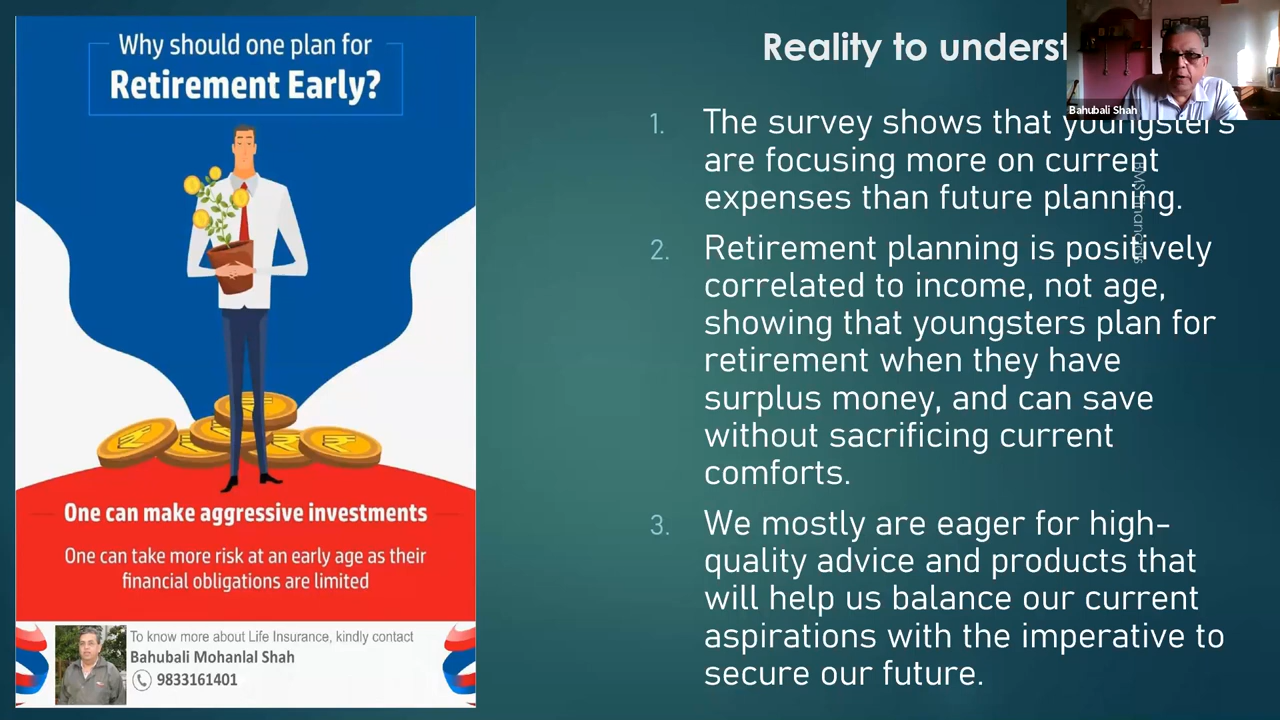 Why should one plan for
Retirement Early?
One can make aggressive investments
One can take more risk at an early age as their
financial obligations are limited
To know more about Life Insurance, kindly contact
Bahubali Mohanlal Shah
9833161401
Reality to underst
Bahubali Shah
1. The survey shows that youngsters
are focusing more on current
expenses than future planning.
2. Retirement planning is positively
correlated to income, not age,
showing that youngsters plan for
retirement when they have
surplus money, and can save
without sacrificing current
comforts.
3. We mostly are eager for high-
quality advice and products that
will help us balance our current
aspirations with the imperative to
secure our future.